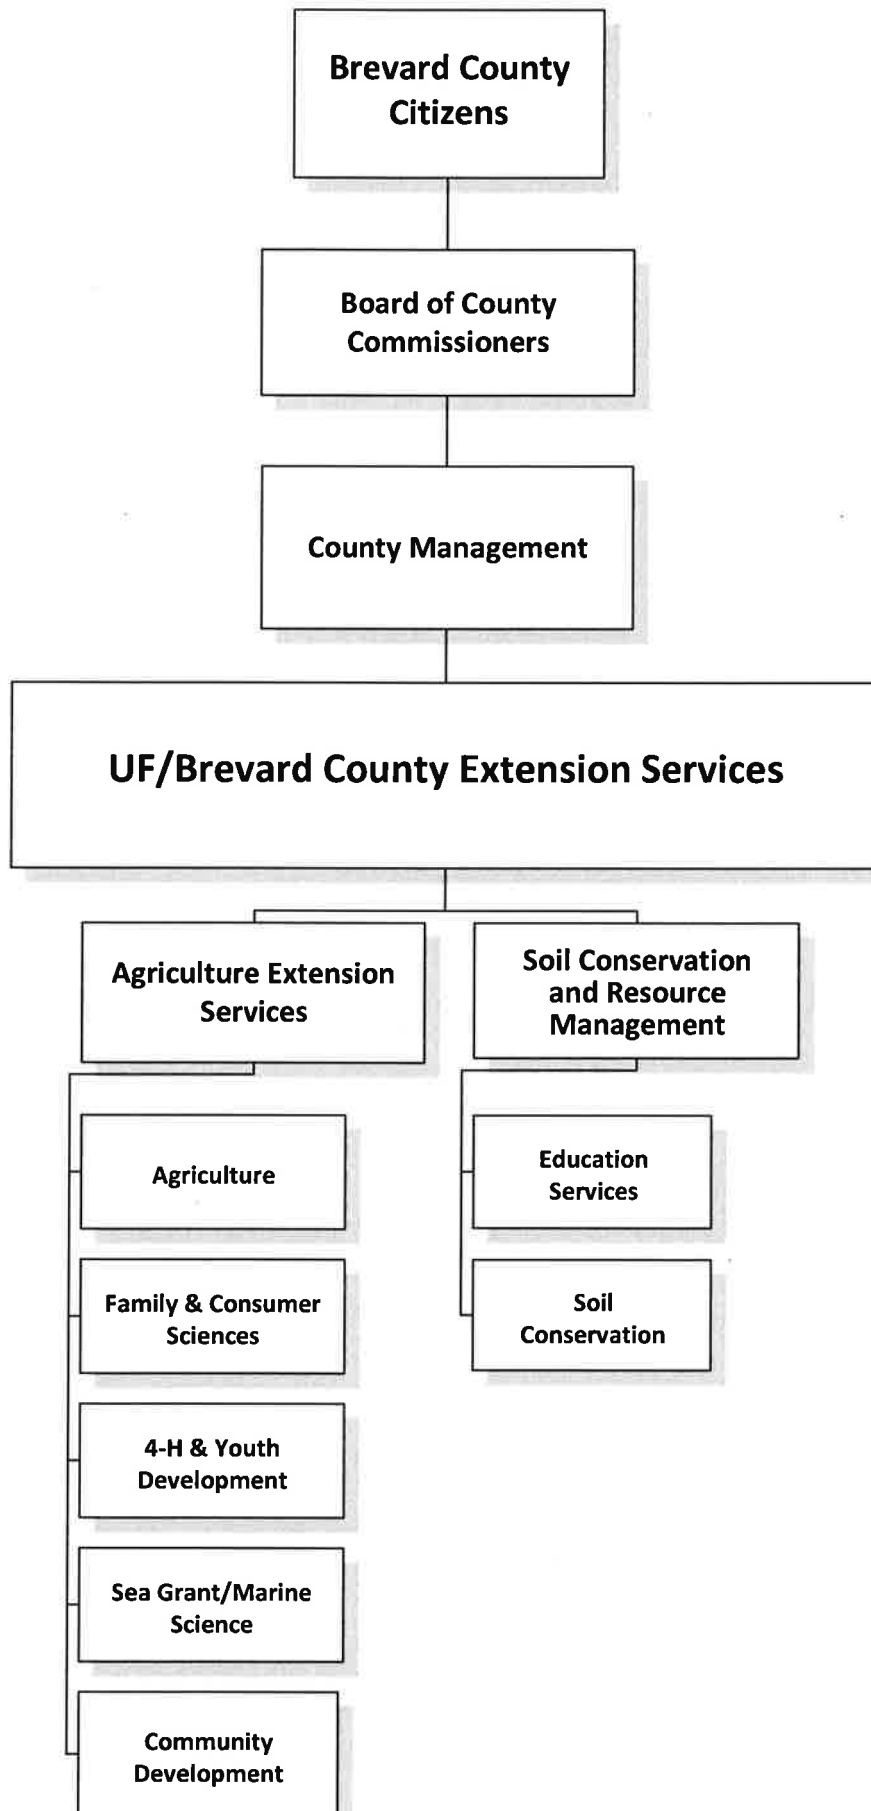 Brevard County
Citizens
Board of County
Commissioners
County Management
UF/Brevard County Extension Services
Agriculture Extension
Services
Soil Conservation
and Resource
Management
Agriculture
Family & Consumer
Sciences
4-H & Youth
Development
Sea Grant/Marine
Science
Community
Development
Education
Services
Soil
Conservation